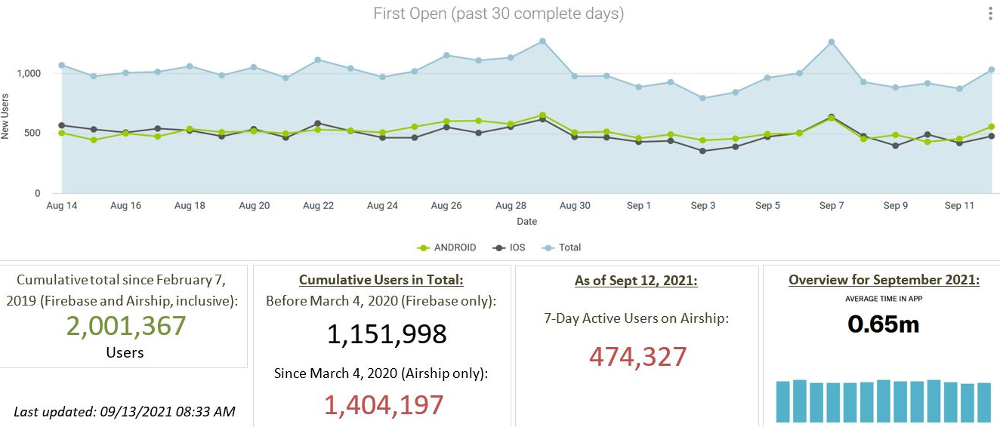 First Open (past 30 complete days)
New Users
1,000
500
0
Aug 14 Aug 16 Aug 18 Aug 20 Aug 22 Aug 24 Aug 26 Aug 28 Aug 30 Sep 1 Sep 3 Sep 5 Sep 7 Sep 9 Sep 11
Date
ANDROID IOS Total
Cumulative total since February 7,
2019 (Firebase and Airship, inclusive):
2,001,367
Users
Last updated: 09/13/2021 08:33 AM
Cumulative Users in Total:
Before March 4, 2020 (Firebase only):
1,151,998
Since March 4, 2020 (Airship only):
1,404,197
As of Sept 12, 2021:
7-Day Active Users on Airship:
474,327
Overview for September 2021:
AVERAGE TIME IN APP
0.65m